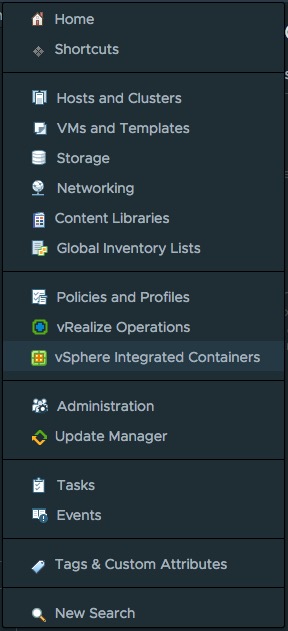 Home
Shortcuts
Hosts and Clusters
VMs and Templates
Storage
Networking
Content Libraries
Global Inventory Lists
Policies and Profiles
vRealize Operations
vSphere Integrated Containers
Administration
Update Manager
Tasks
Events
Tags & Custom Attributes
New Search